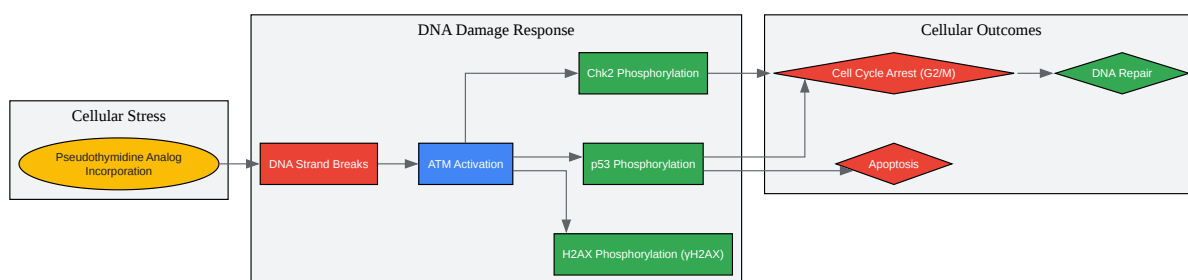 Cellular Stress
Pseudothymidine Analog
Incorporation
DNA Damage Response
DNA Strand Breaks
ATM Activation
Chk2 Phosphorylation
p53 Phosphorylation
H2AX Phosphorylation (γH2AX)
Cellular Outcomes
Cell Cycle Arrest (G2/M)
DNA Repair
Apoptosis